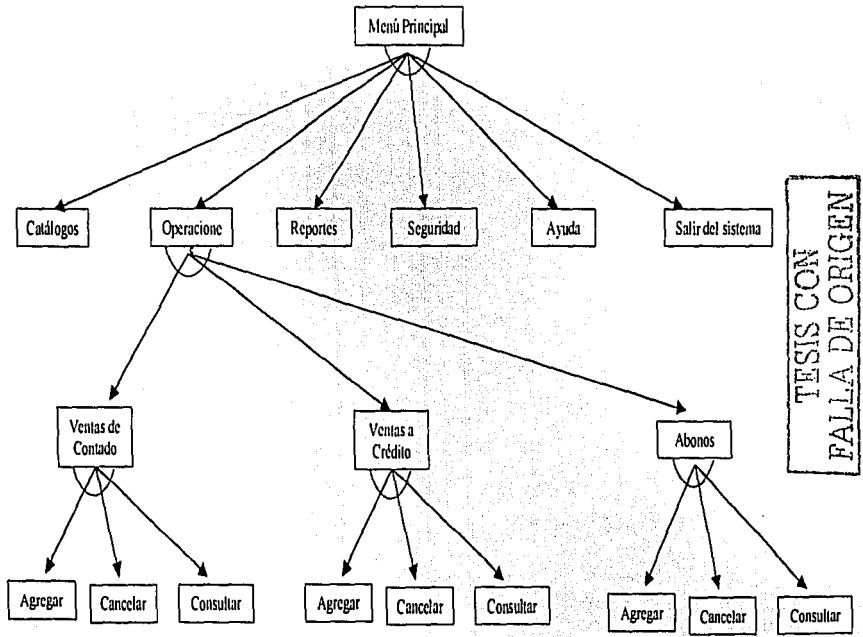 Menú Principal
Catálogos
Operacione
Reportes
Seguridad
Ayuda
Salir del sistema
TESIS CON
FALLA DE ORIGEN
Ventas de
Contado
Ventas a
Crédito
Abonos
Agregar
Cancelar
Consultar
Agregar
Cancelar
Consultar
Agregar
Cancelar
Consultar